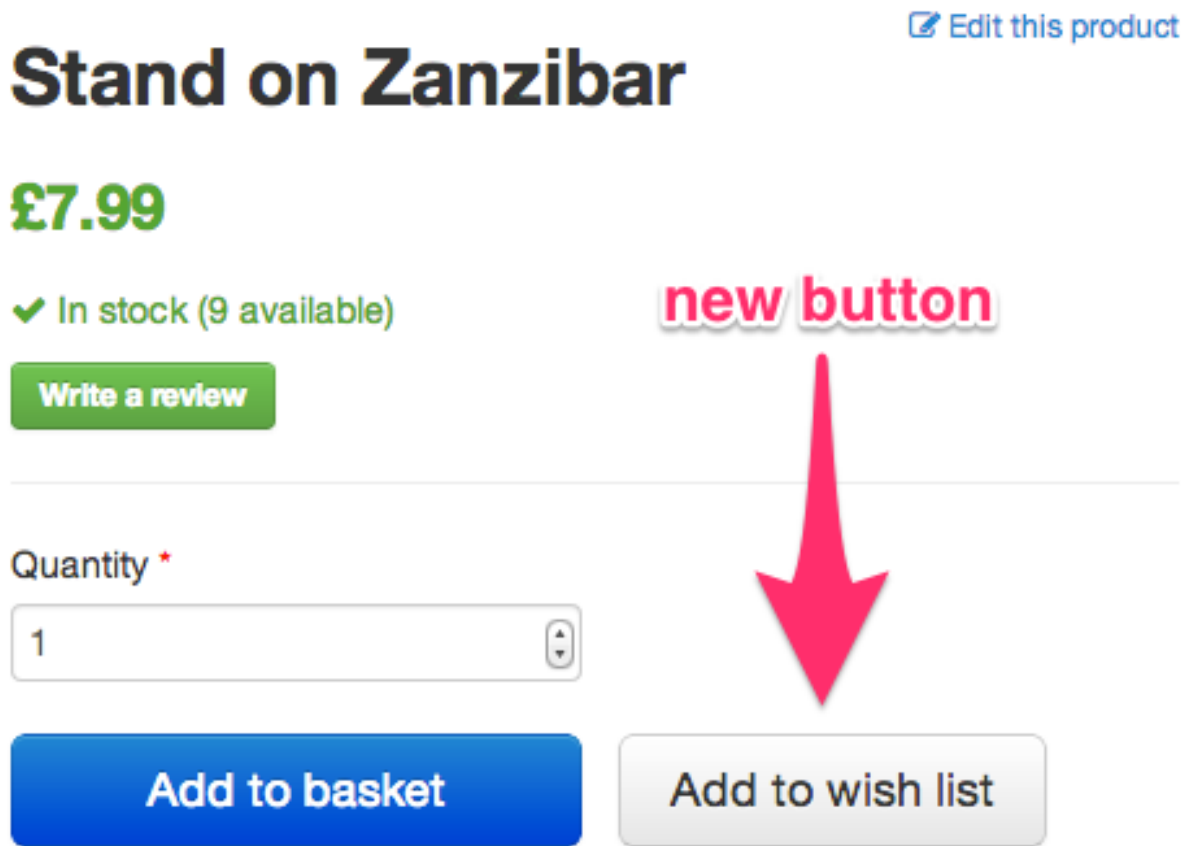 Edit this product
Stand on Zanzibar
£7.99
In stock (9 available)
new button
Write a review
Quantity *
1
Add to basket
Add to wish list